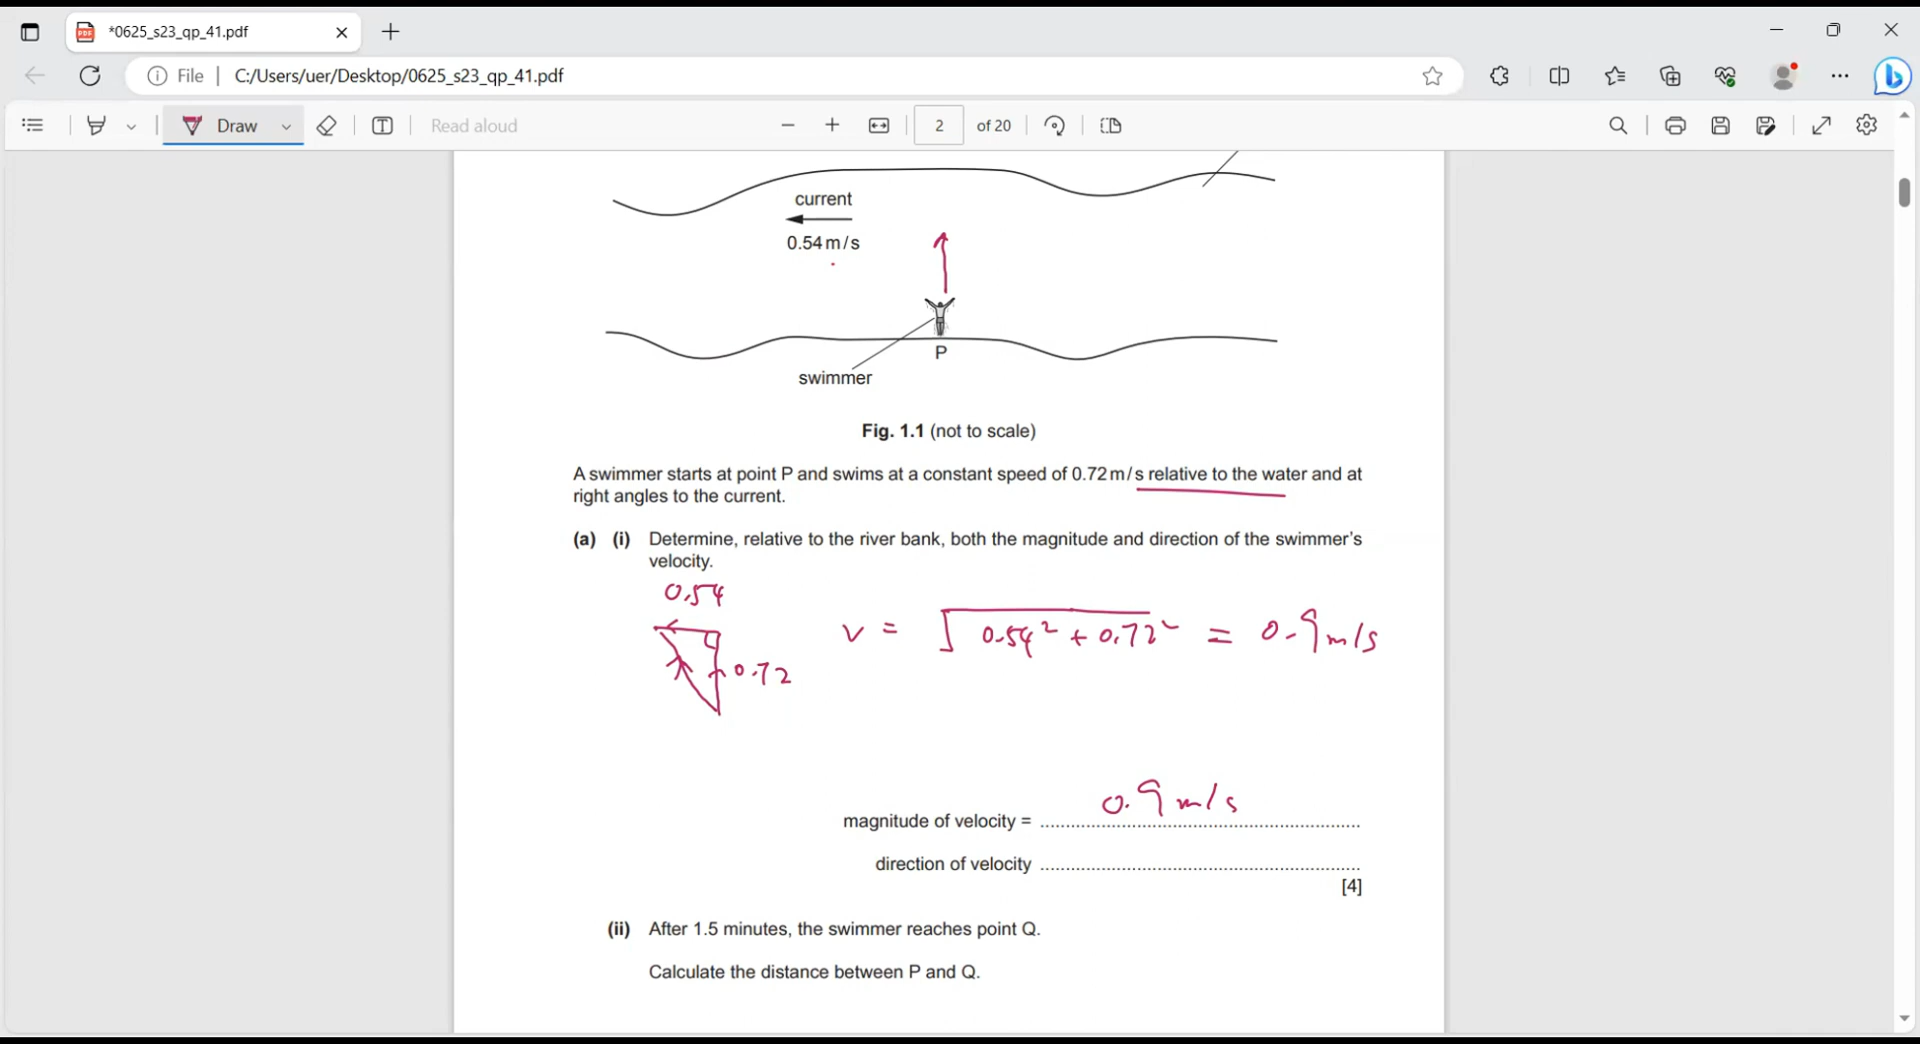 *0625_s23_qp_41.pdf
File | C:/Users/uer/Desktop/0625_s23_qp_41.pdf
Draw
Read aloud
2 of 20
current
0.54 m/s
P
swimmer
Fig. 1.1 (not to scale)
A swimmer starts at point P and swims at a constant speed of 0.72 m/s relative to the water and at
right angles to the current.
(a) (i) Determine, relative to the river bank, both the magnitude and direction of the swimmer's
velocity.
0.54
v = √0.54² + 0.72² = 0.9 m/s
0.72
0.9 m/s
magnitude of velocity = ................................................................
direction of velocity ................................................................
[4]
(ii) After 1.5 minutes, the swimmer reaches point Q.
Calculate the distance between P and Q.